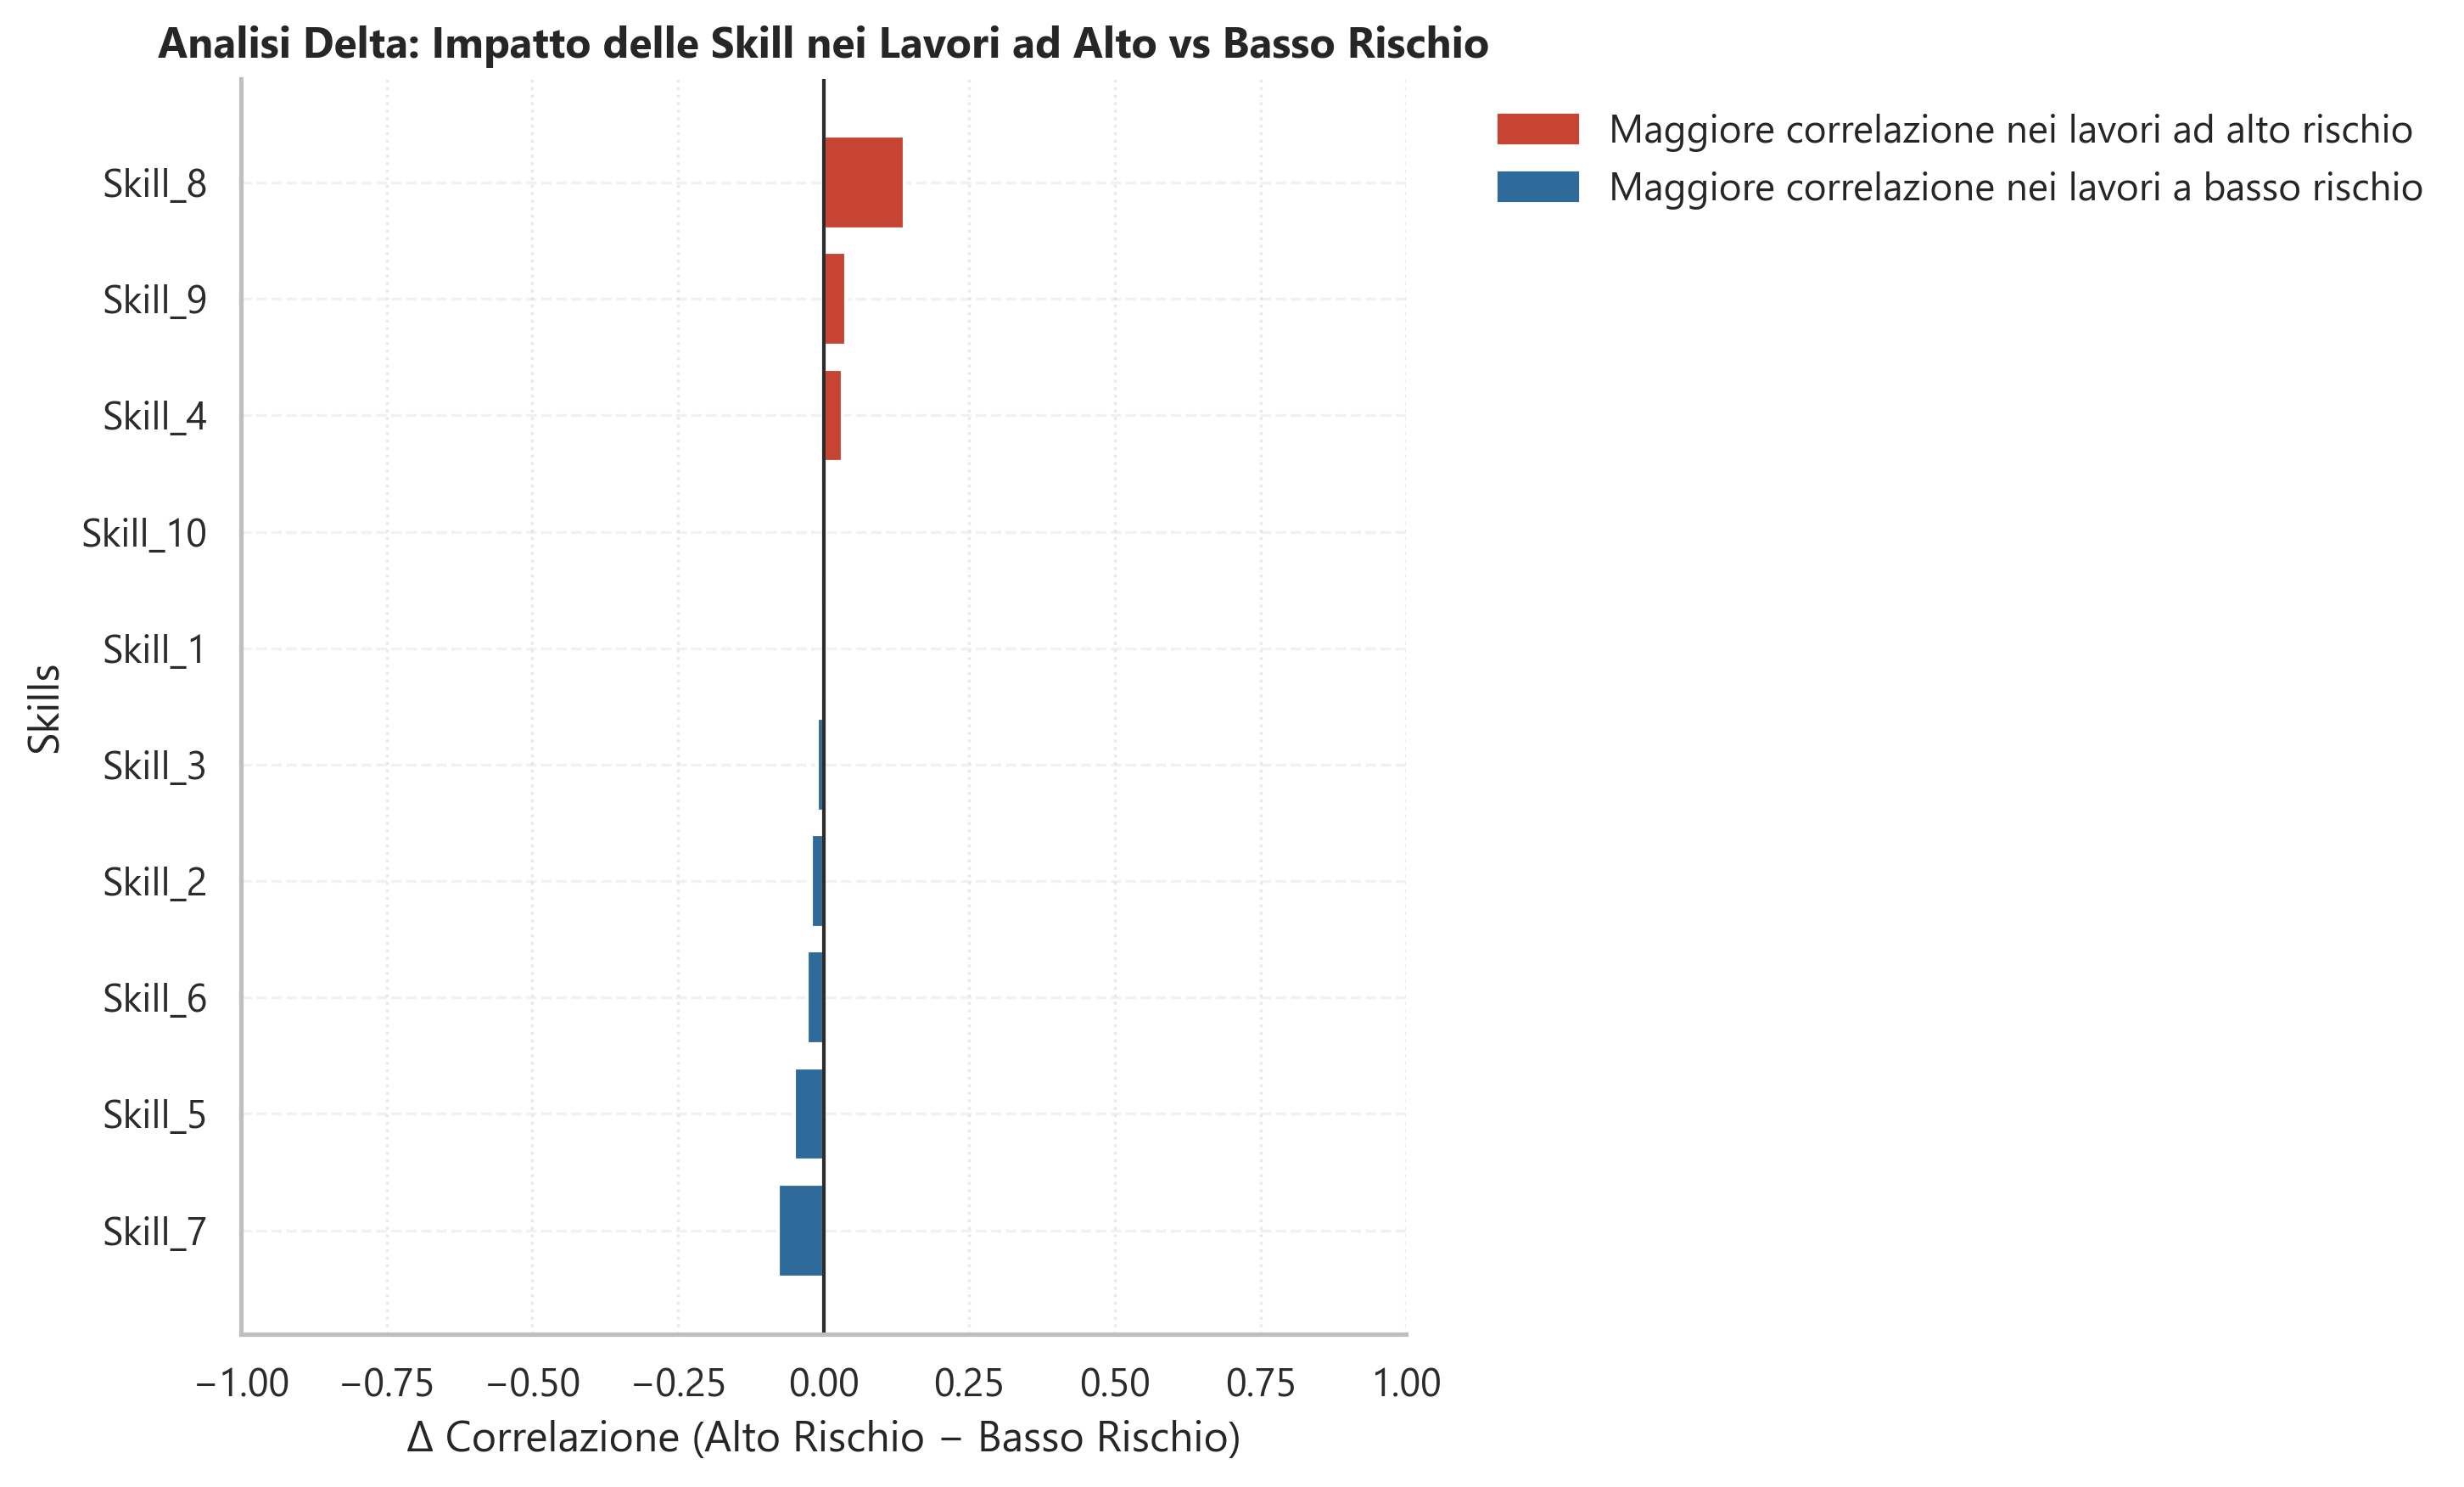 Analisi Delta: Impatto delle Skill nei Lavori ad Alto vs Basso Rischio
Maggiore correlazione nei lavori ad alto rischio
Maggiore correlazione nei lavori a basso rischio
Skills
Skill_8
Skill_9
Skill_4
Skill_10
Skill_1
Skill_3
Skill_2
Skill_6
Skill_5
Skill_7
−1.00 −0.75 −0.50 −0.25 0.00 0.25 0.50 0.75 1.00
Δ Correlazione (Alto Rischio − Basso Rischio)